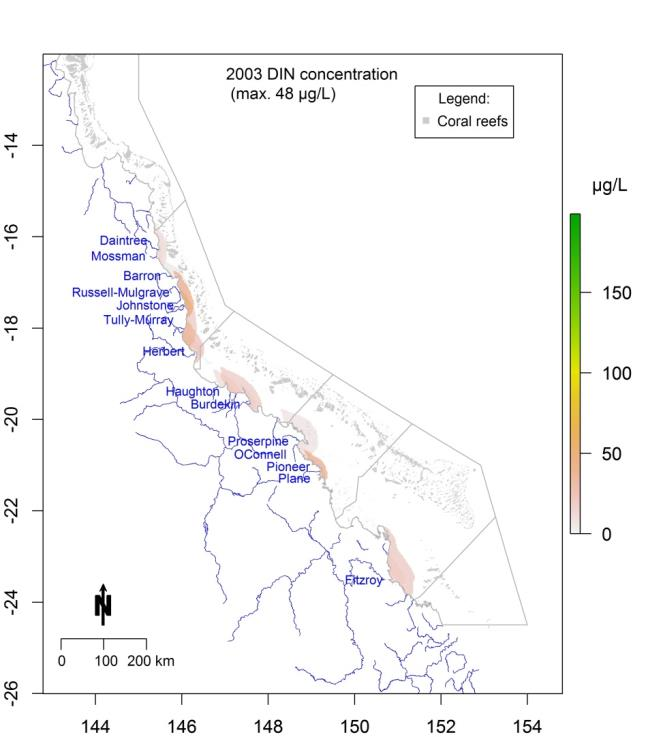 2003 DIN concentration
(max. 48 µg/L)
Legend:
Coral reefs
µg/L
150
100
50
0
-14
-16
-18
-20
-22
-24
-26
Daintree
Mossman
Barron
Russell-Mulgrave
Johnstone
Tully-Murray
Herbert
Haughton
Burdekin
Proserpine
OConnell
Pioneer
Plane
Fitzroy
N
0 100 200 km
144 146 148 150 152 154